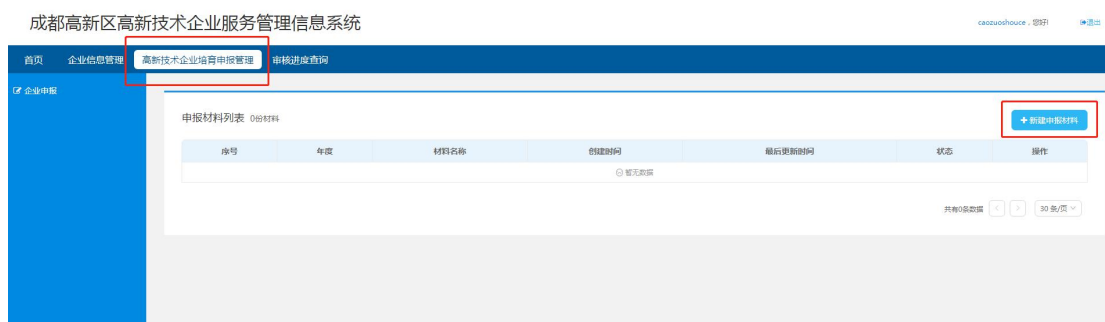 成都高新区高新技术企业服务管理信息系统
caozuoshouce，您好! 退出
首页 企业信息管理 高新技术企业培育申报管理 审核进度查询
企业申报
申报材料列表 0份材料 +新建申报材料
序号 年度 材料名称 创建时间 最后更新时间 状态 操作
暂无数据
共有0条数据 < > 30 条/页